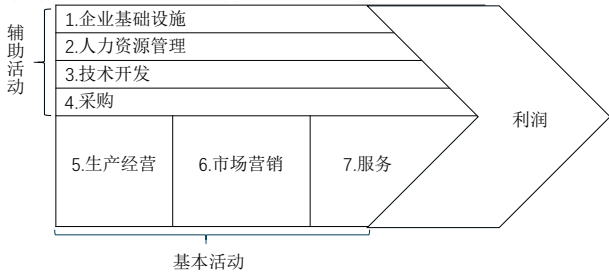 辅助活动
1.企业基础设施
2.人力资源管理
3.技术开发
4.采购
利润
5.生产经营
6.市场营销
7.服务
基本活动